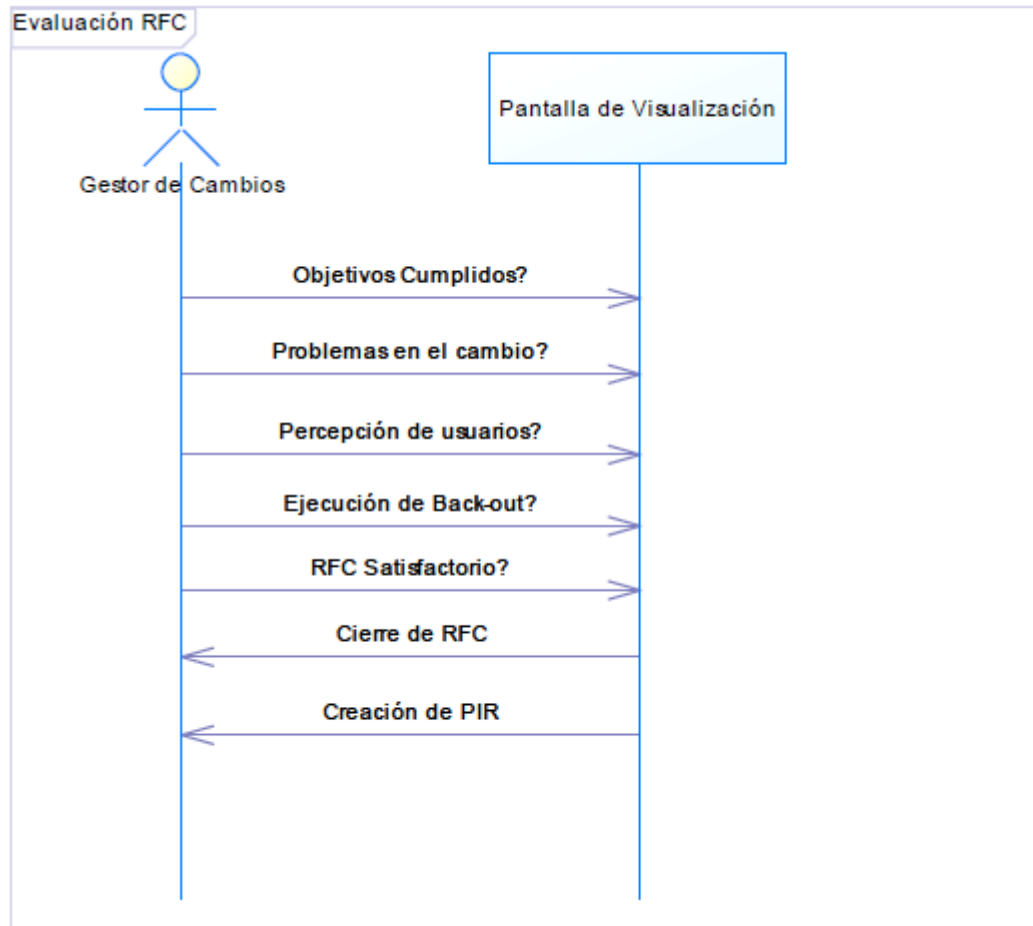 Evaluación RFC
Pantalla de Visualización
Gestor de Cambios
Objetivos Cumplidos?
Problemas en el cambio?
Percepción de usuarios?
Ejecución de Back-out?
RFC Satisfactorio?
Cierre de RFC
Creación de PIR